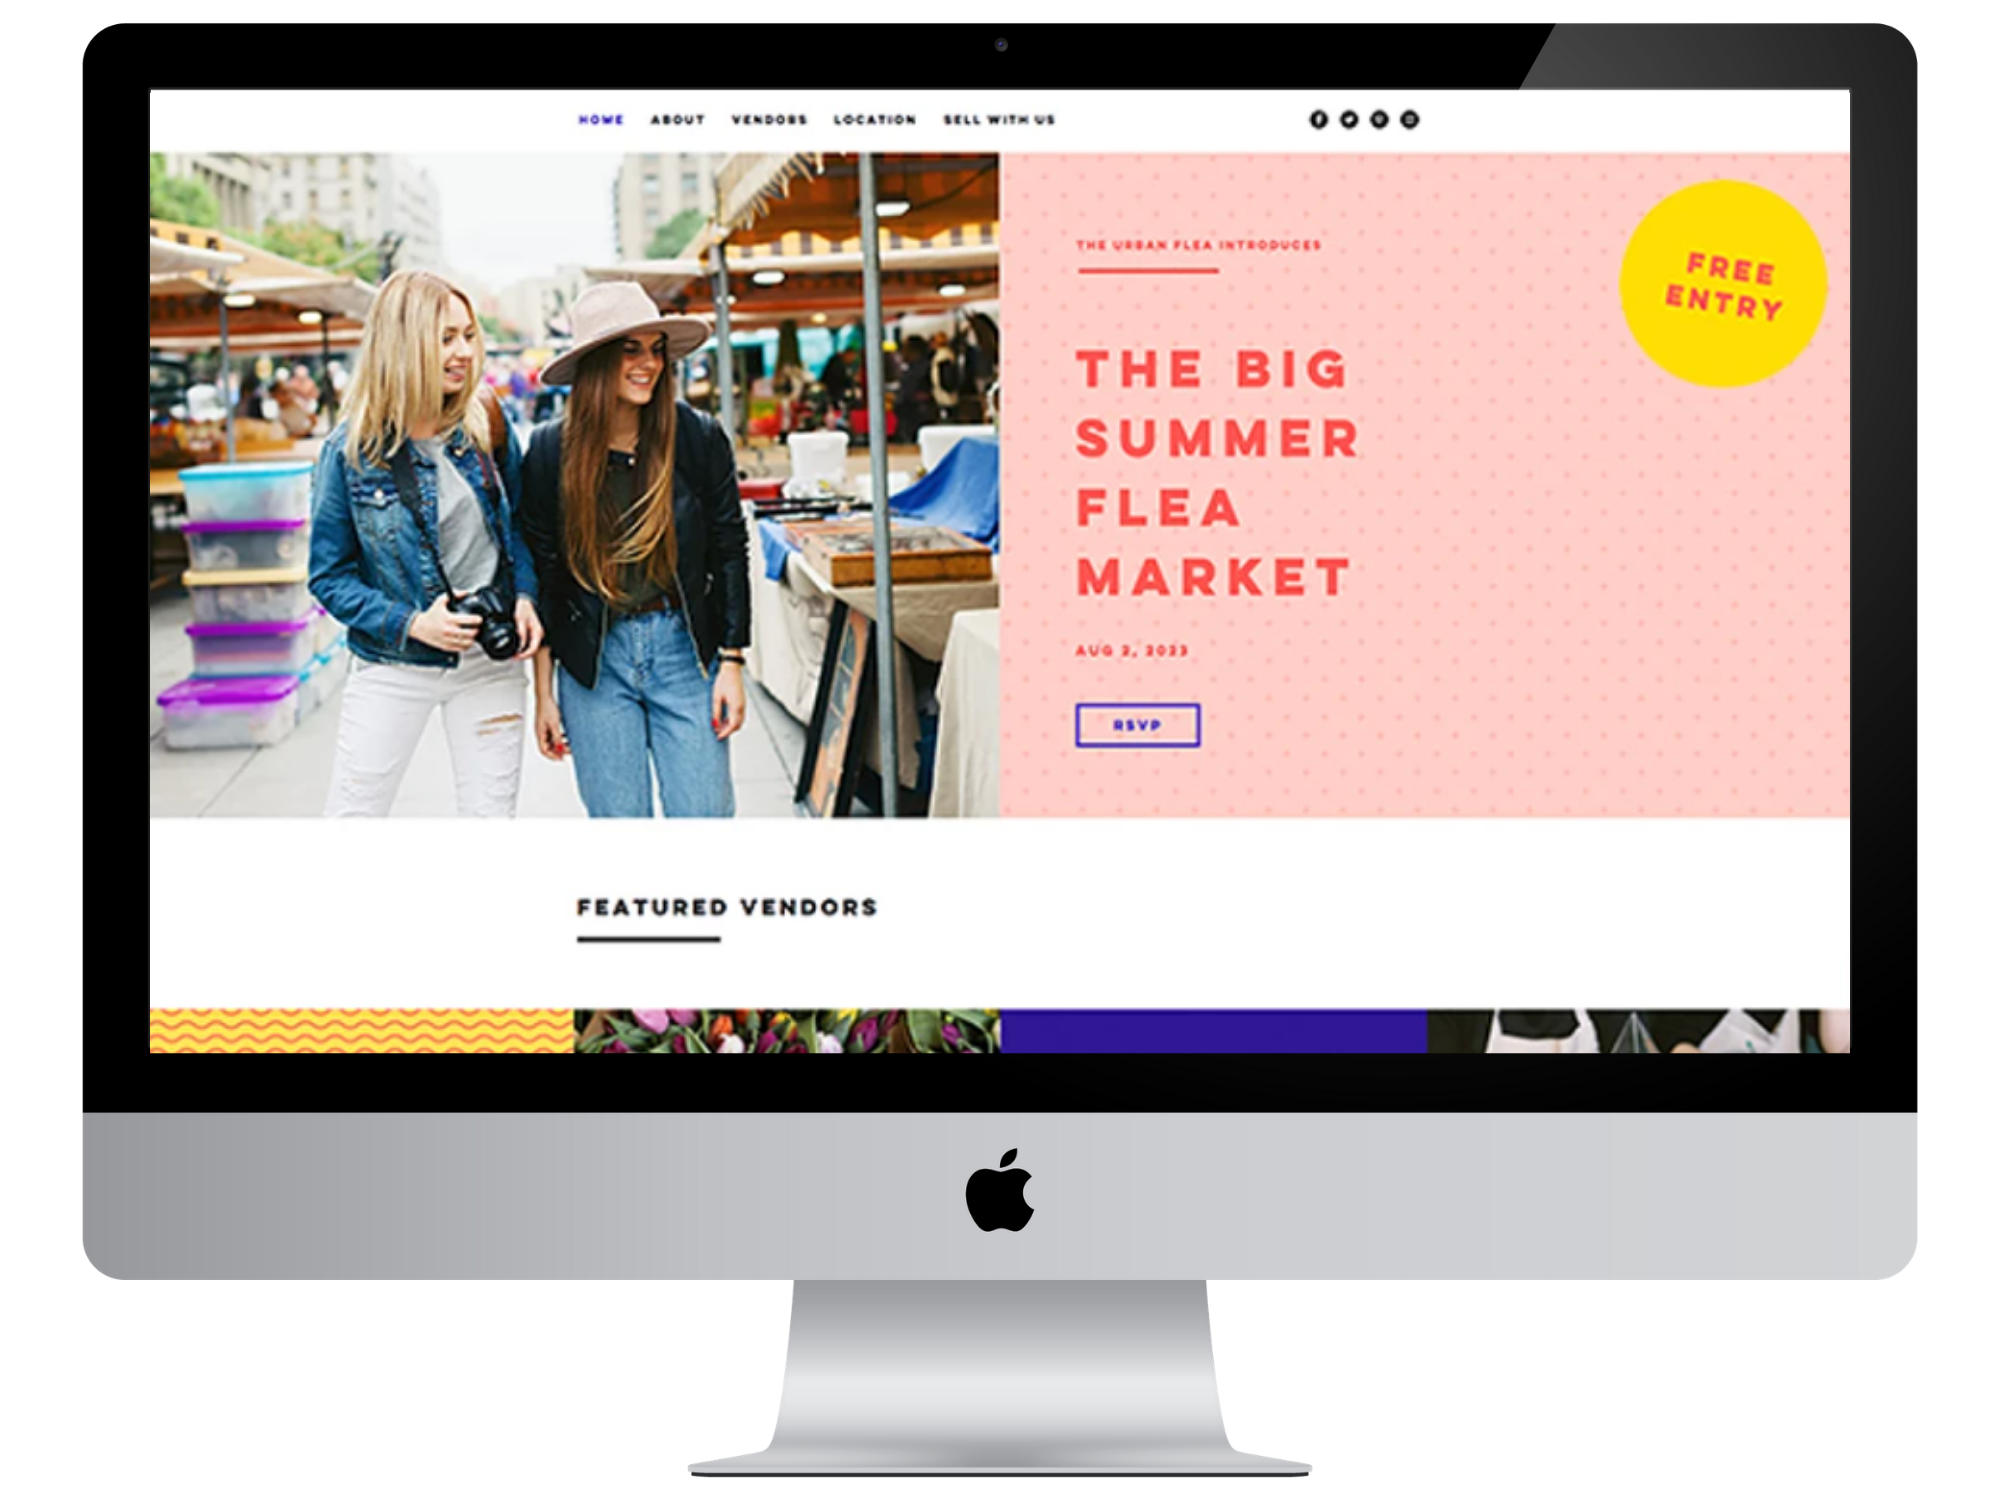 HOME ABOUT VENDORS LOCATION SELL WITH US
THE URBAN FLEA INTRODUCES
FREE
ENTRY
THE BIG
SUMMER
FLEA
MARKET
AUG 2, 2023
RSVP
FEATURED VENDORS